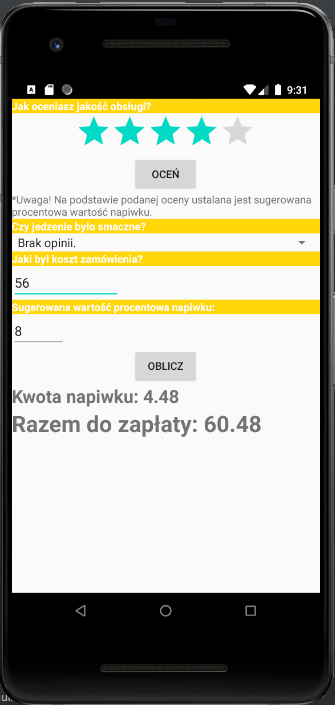 9:31
Jak oceniasz jakość obsługi?
OCEŃ
*Uwaga! Na podstawie podanej oceny ustalana jest sugerowana
procentowa wartość napiwku.
Czy jedzenie było smaczne?
Brak opinii.
Jaki był koszt zamówienia?
56
Sugerowana wartość procentowa napiwku:
8
OBLICZ
Kwota napiwku: 4.48
Razem do zapłaty: 60.48